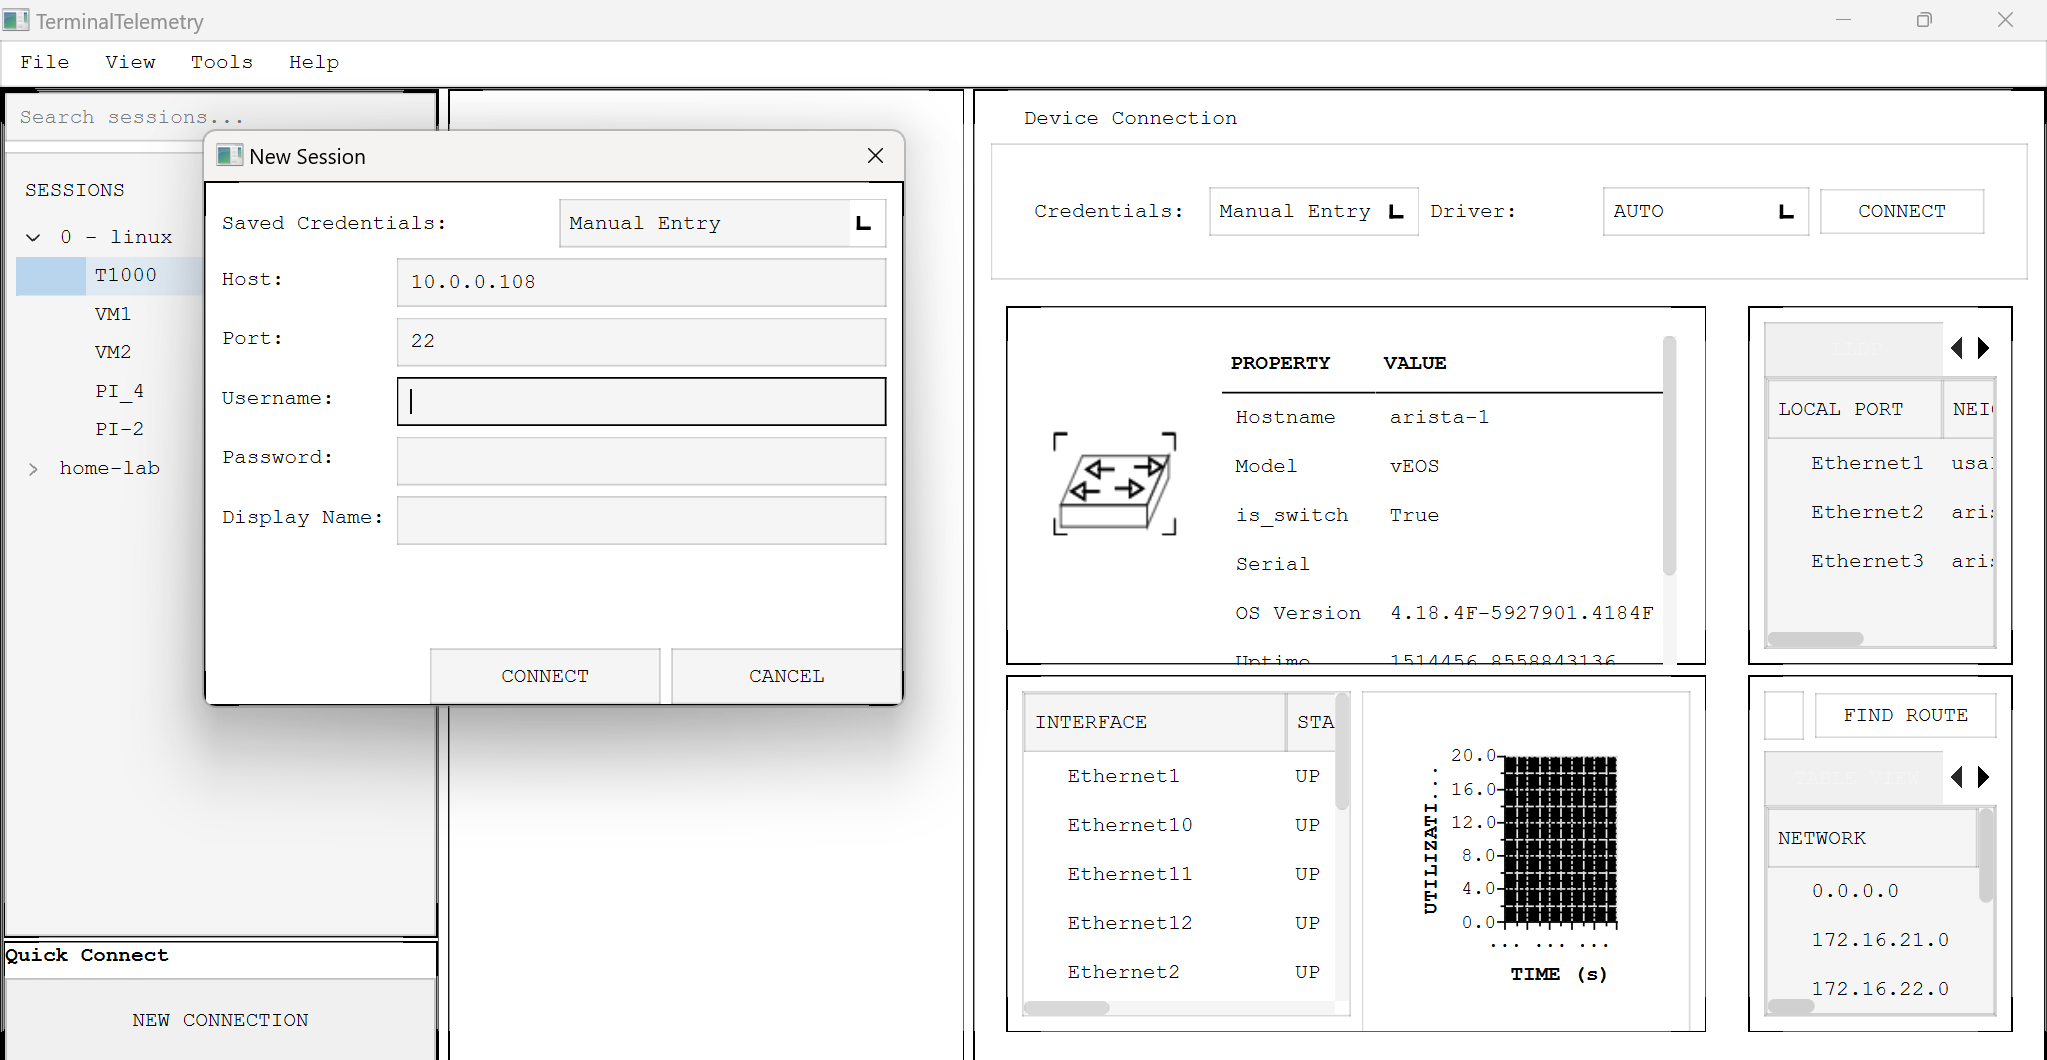 TerminalTelemetry
File View Tools Help
Search sessions...
SESSIONS
0 - linux
T1000
VM1
VM2
PI_4
PI-2
home-lab
Quick Connect
NEW CONNECTION
New Session
Saved Credentials: Manual Entry
Host: 10.0.0.108
Port: 22
Username:
Password:
Display Name:
CONNECT CANCEL
Device Connection
Credentials: Manual Entry Driver: AUTO CONNECT
PROPERTY VALUE
Hostname arista-1
Model vEOS
is_switch True
Serial
OS Version 4.18.4F-5927901.4184F
Uptime 1514456.8558843136
LOCAL PORT NEI
Ethernet1 usa
Ethernet2 ari
Ethernet3 ari
INTERFACE STA
Ethernet1 UP
Ethernet10 UP
Ethernet11 UP
Ethernet12 UP
Ethernet2 UP
UTILIZATI...
20.0
16.0
12.0
8.0
4.0
0.0
... ... ...
TIME (s)
FIND ROUTE
NETWORK
0.0.0.0
172.16.21.0
172.16.22.0